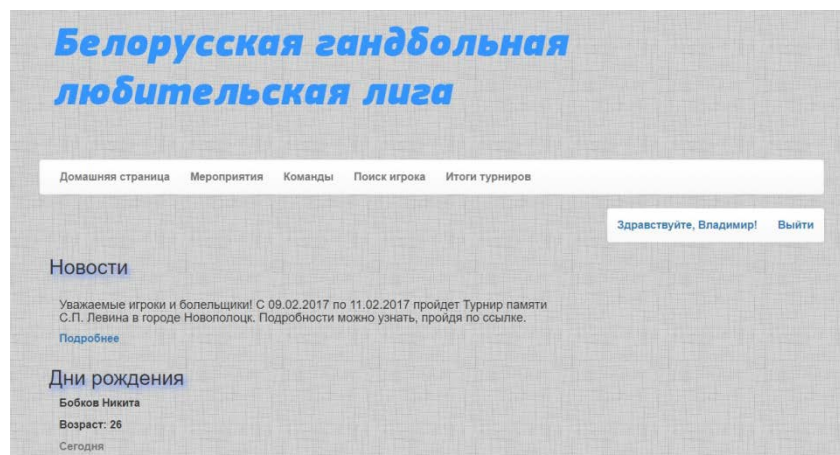 Белорусская гандбольная
любительская лига
Домашняя страница Мероприятия Команды Поиск игрока Итоги турниров
Здравствуйте, Владимир! Выйти
Новости
Уважаемые игроки и болельщики! С 09.02.2017 по 11.02.2017 пройдет Турнир памяти
С.П. Левина в городе Новополоцк. Подробности можно узнать, пройдя по ссылке.
Подробнее
Дни рождения
Бобков Никита
Возраст: 26
Сегодня